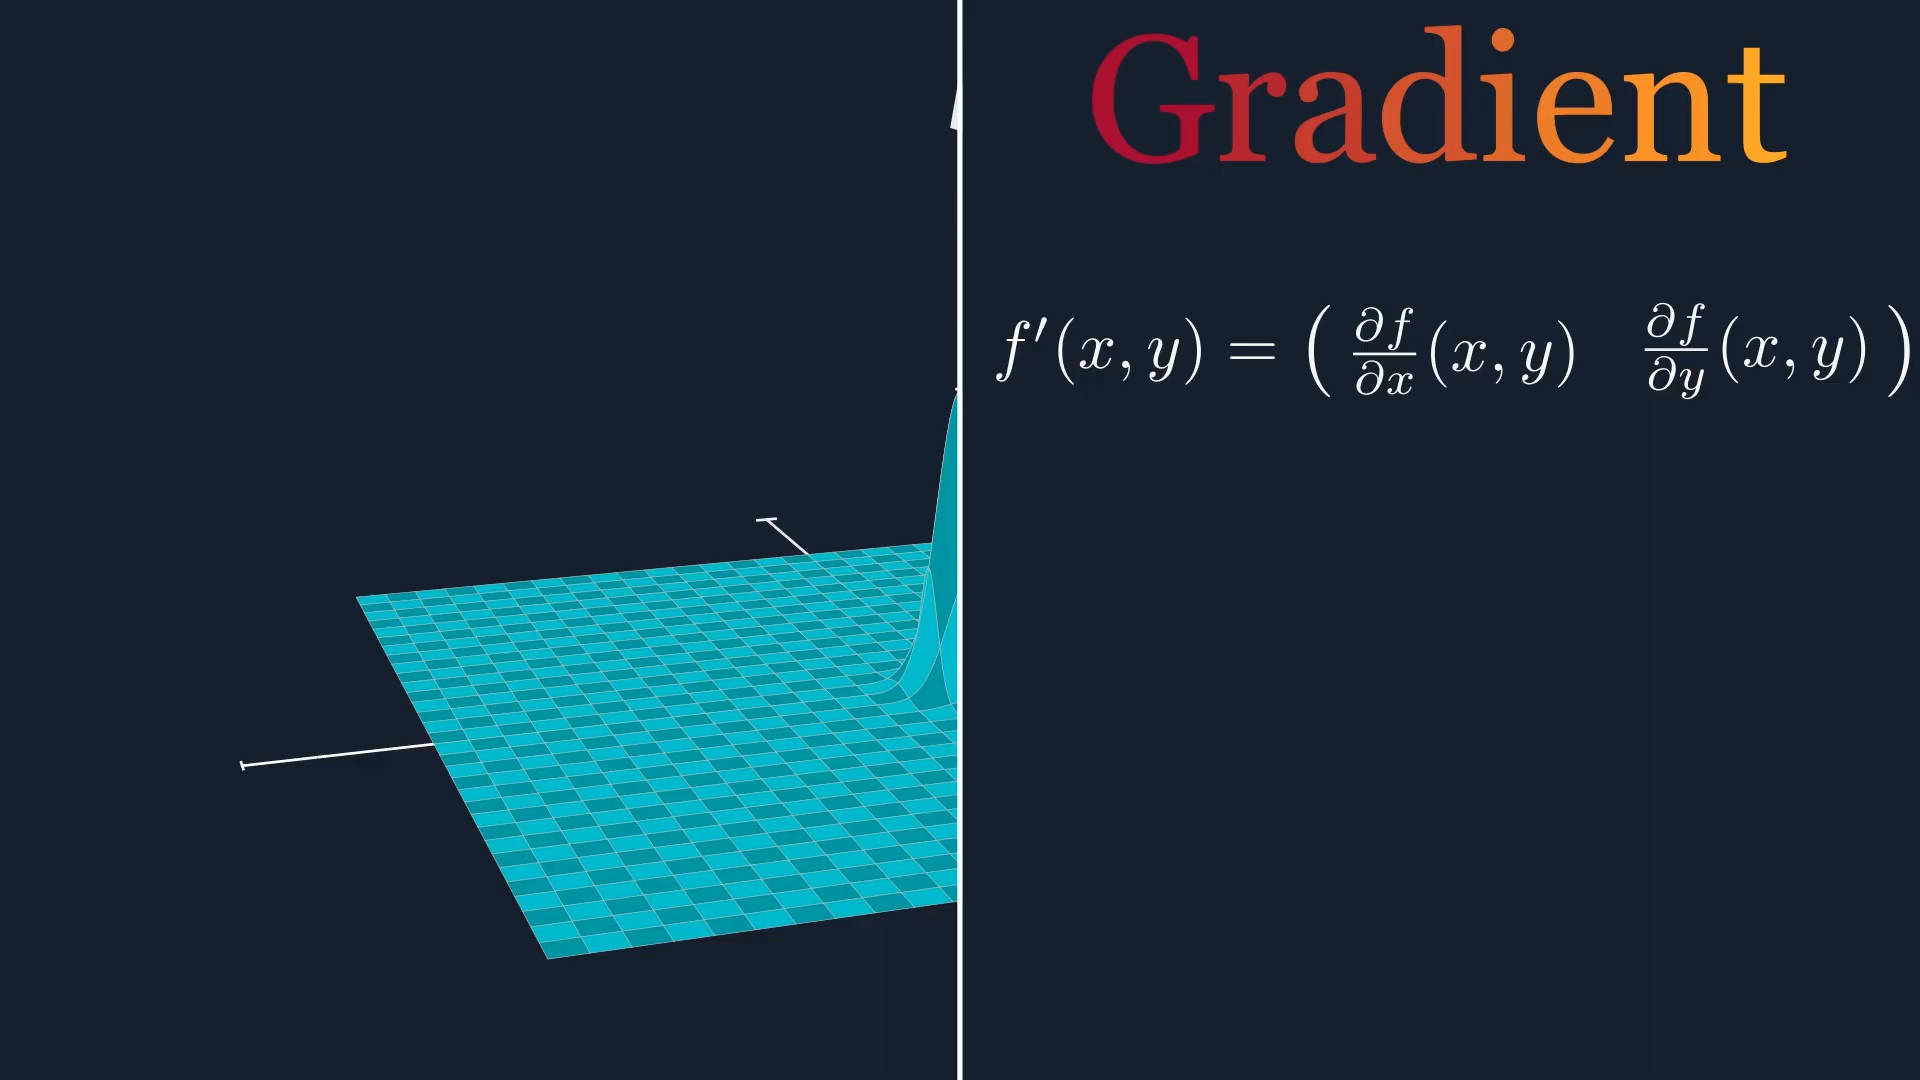 Gradient
f′(x, y) = ( ∂f/∂x (x, y)   ∂f/∂y (x, y) )